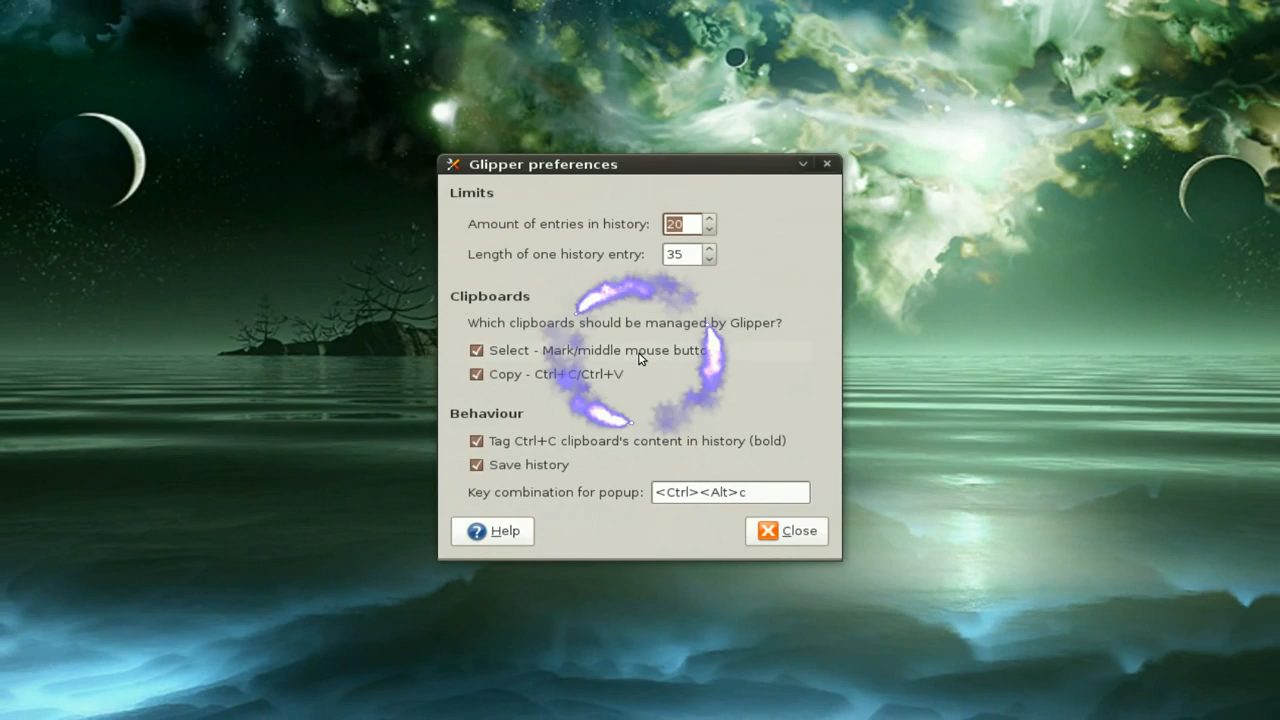 Glipper preferences
Limits
Amount of entries in history: 20
Length of one history entry: 35
Clipboards
Which clipboards should be managed by Glipper?
Select - Mark/middle mouse butto
Copy - Ctrl+C/Ctrl+V
Behaviour
Tag Ctrl+C clipboard's content in history (bold)
Save history
Key combination for popup: <Ctrl><Alt>c
Help
Close